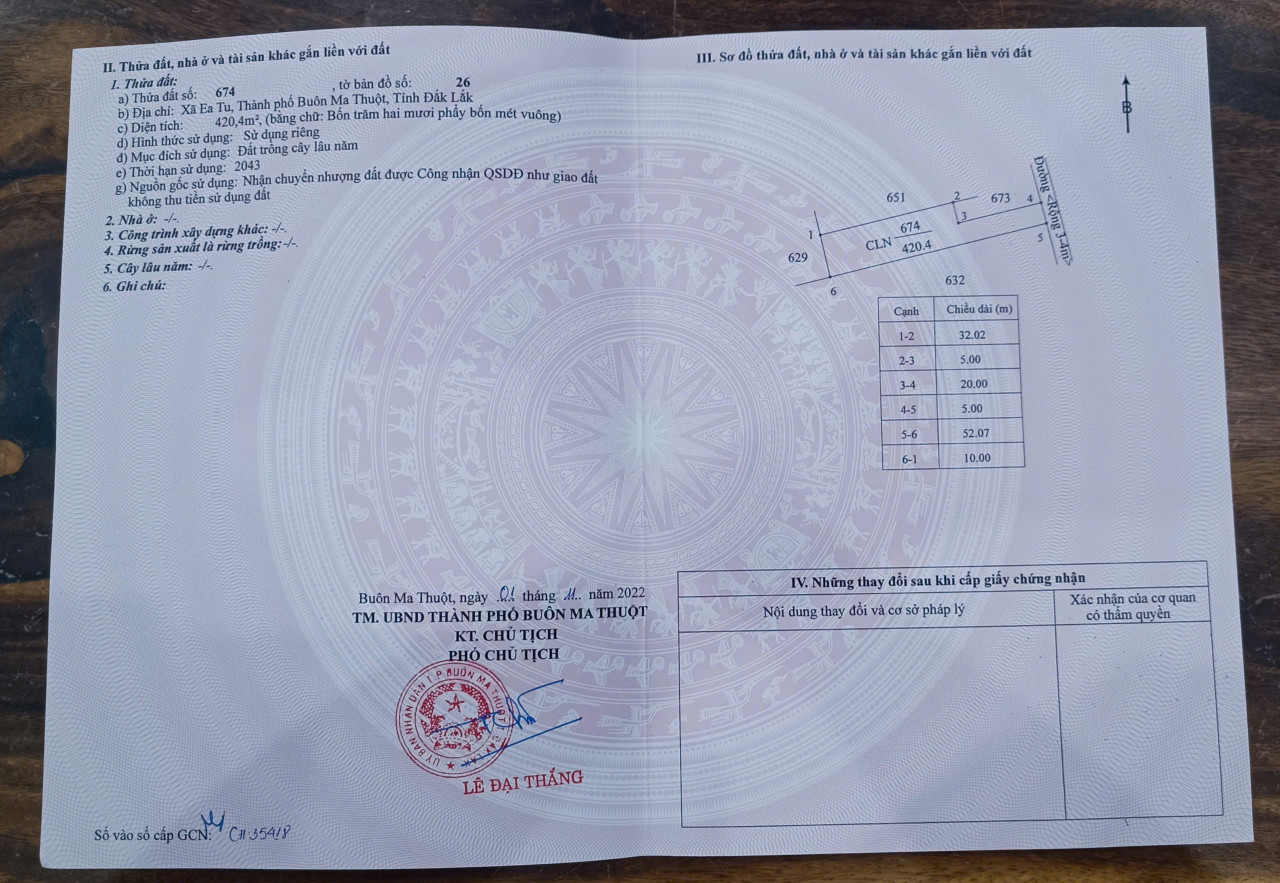 II. Thửa đất, nhà ở và tài sản khác gắn liền với đất
1. Thửa đất:
a) Thửa đất số: 674 , tờ bản đồ số: 26
b) Địa chỉ: Xã Ea Tu, Thành phố Buôn Ma Thuột, Tỉnh Đắk Lắk
c) Diện tích: 420,4m², (bằng chữ: Bốn trăm hai mươi phẩy bốn mét vuông)
d) Hình thức sử dụng: Sử dụng riêng
đ) Mục đích sử dụng: Đất trồng cây lâu năm
e) Thời hạn sử dụng: 2043
g) Nguồn gốc sử dụng: Nhận chuyển nhượng đất được Công nhận QSDĐ như giao đất
không thu tiền sử dụng đất
2. Nhà ở: -/-.
3. Công trình xây dựng khác: -/-.
4. Rừng sản xuất là rừng trồng:-/-.
5. Cây lâu năm: -/-.
6. Ghi chú:
Buôn Ma Thuột, ngày 01 tháng 11 năm 2022
TM. UBND THÀNH PHỐ BUÔN MA THUỘT
KT. CHỦ TỊCH
PHÓ CHỦ TỊCH
ỦY BAN NHÂN DÂN T.P BUÔN MA THUỘT
LÊ ĐẠI THẮNG
Số vào sổ cấp GCN: CH 35418
III. Sơ đồ thửa đất, nhà ở và tài sản khác gắn liền với đất
B
Đường <Rộng 3-4m>
651
2
673
4
3
1
674
CLN
420.4
5
629
6
632
Cạnh Chiều dài (m)
1-2 32.02
2-3 5.00
3-4 20.00
4-5 5.00
5-6 52.07
6-1 10.00
IV. Những thay đổi sau khi cấp giấy chứng nhận
Nội dung thay đổi và cơ sở pháp lý
Xác nhận của cơ quan
có thẩm quyền